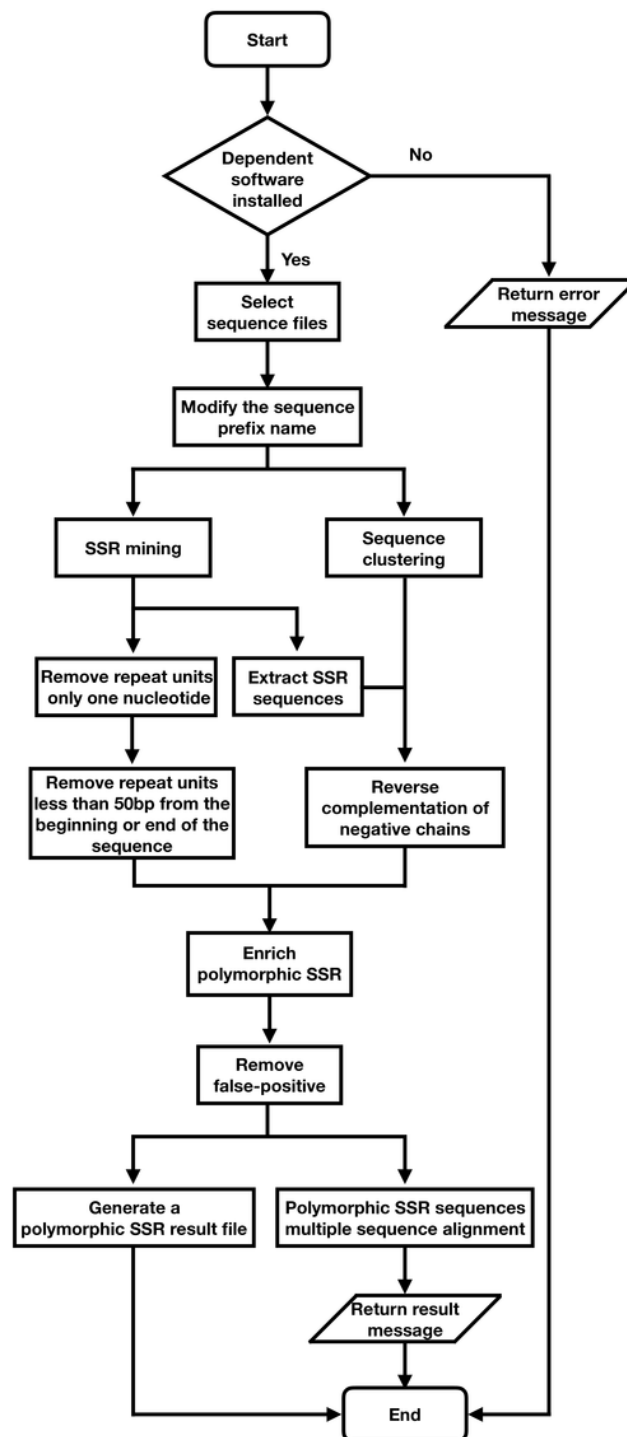 Start
Dependent
software
installed
No
Yes
Return error
message
Select
sequence files
Modify the sequence
prefix name
SSR mining
Sequence
clustering
Remove repeat units
only one nucleotide
Extract SSR
sequences
Remove repeat units
less than 50bp from the
beginning or end of the
sequence
Reverse
complementation of
negative chains
Enrich
polymorphic SSR
Remove
false-positive
Generate a
polymorphic SSR result file
Polymorphic SSR sequences
multiple sequence alignment
Return result
message
End